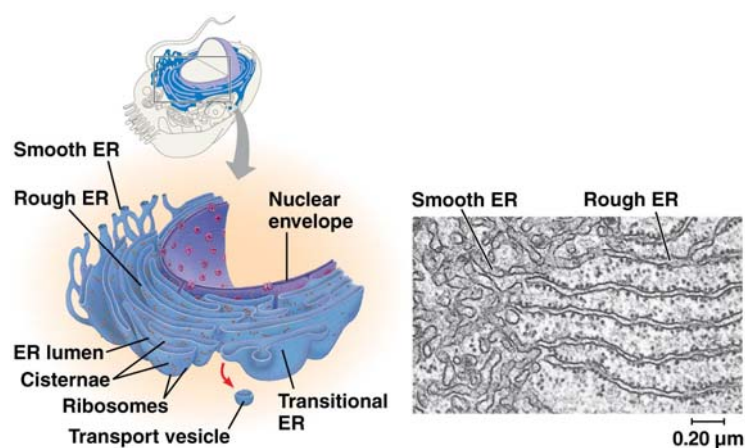 Smooth ER
Rough ER
Nuclear
envelope
ER lumen
Cisternae
Ribosomes
Transport vesicle
Transitional
ER
Smooth ER
Rough ER
0.20 µm